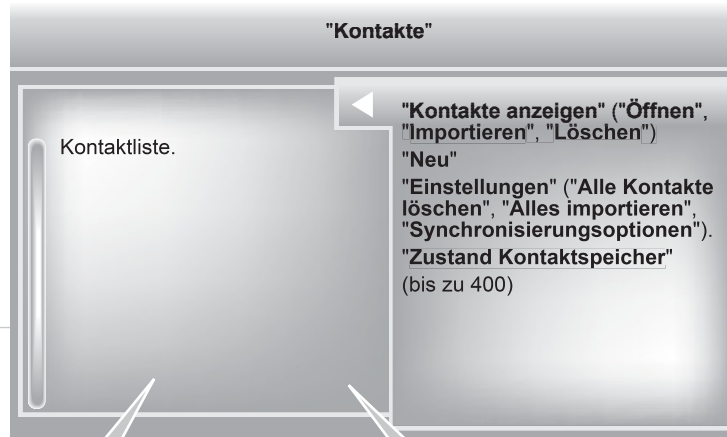 "Kontakte"
Kontaktliste.
"Kontakte anzeigen" ("Öffnen",
"Importieren", "Löschen")
"Neu"
"Einstellungen" ("Alle Kontakte
löschen", "Alles importieren",
"Synchronisierungsoptionen").
"Zustand Kontaktspeicher"
(bis zu 400)